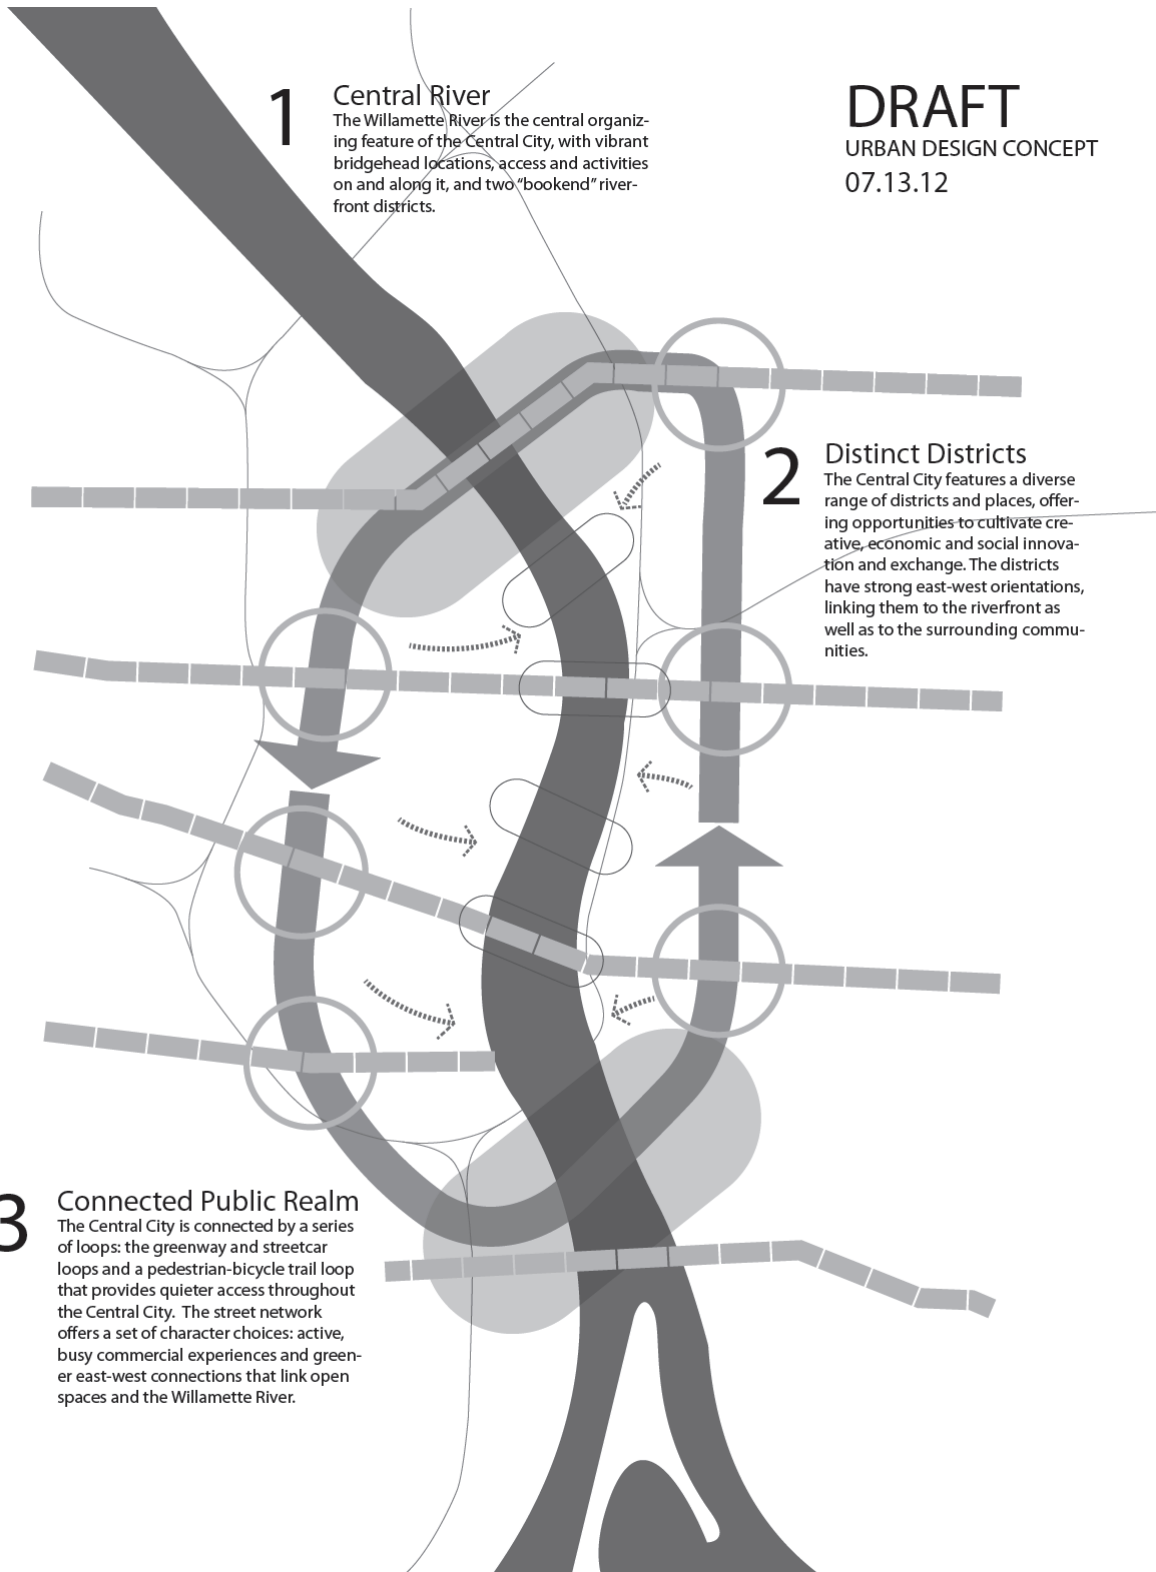 1
Central River
The Willamette River is the central organiz-
ing feature of the Central City, with vibrant
bridgehead locations, access and activities
on and along it, and two “bookend” river-
front districts.
DRAFT
URBAN DESIGN CONCEPT
07.13.12
2
Distinct Districts
The Central City features a diverse
range of districts and places, offer-
ing opportunities to cultivate cre-
ative, economic and social innova-
tion and exchange. The districts
have strong east-west orientations,
linking them to the riverfront as
well as to the surrounding commu-
nities.
3
Connected Public Realm
The Central City is connected by a series
of loops: the greenway and streetcar
loops and a pedestrian-bicycle trail loop
that provides quieter access throughout
the Central City. The street network
offers a set of character choices: active,
busy commercial experiences and green-
er east-west connections that link open
spaces and the Willamette River.